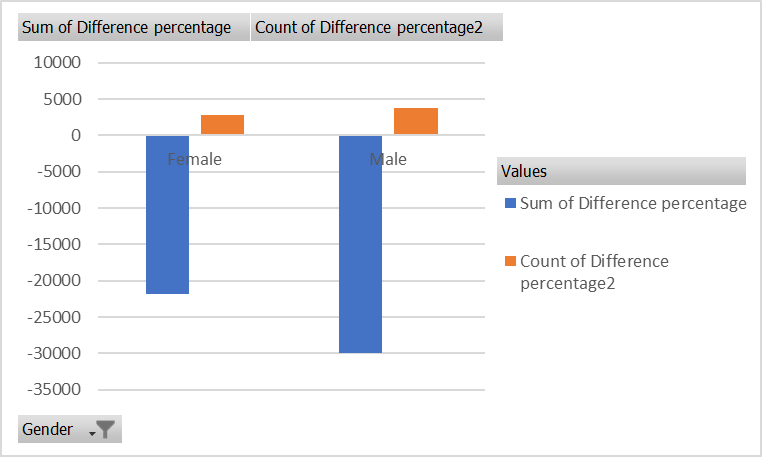 Sum of Difference percentage Count of Difference percentage2
10000
5000
0
Female Male
-5000
-10000
-15000
-20000
-25000
-30000
-35000
Values
Sum of Difference percentage
Count of Difference
percentage2
Gender